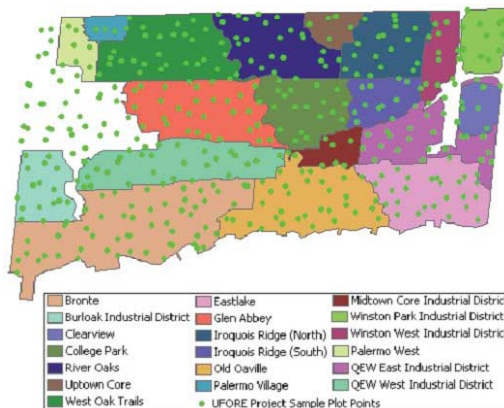 Bronte
Burloak Industrial District
Clearview
College Park
River Oaks
Uptown Core
West Oak Trails
Eastlake
Glen Abbey
Iroquois Ridge (North)
Iroquois Ridge (South)
Old Oaville
Palermo Village
UFORE Project Sample Plot Points
Midtown Core Industrial Distric
Winston Park Industrial District
Winston West Industrial District
Palermo West
QEW East Industrial District
QEW West Industrial District